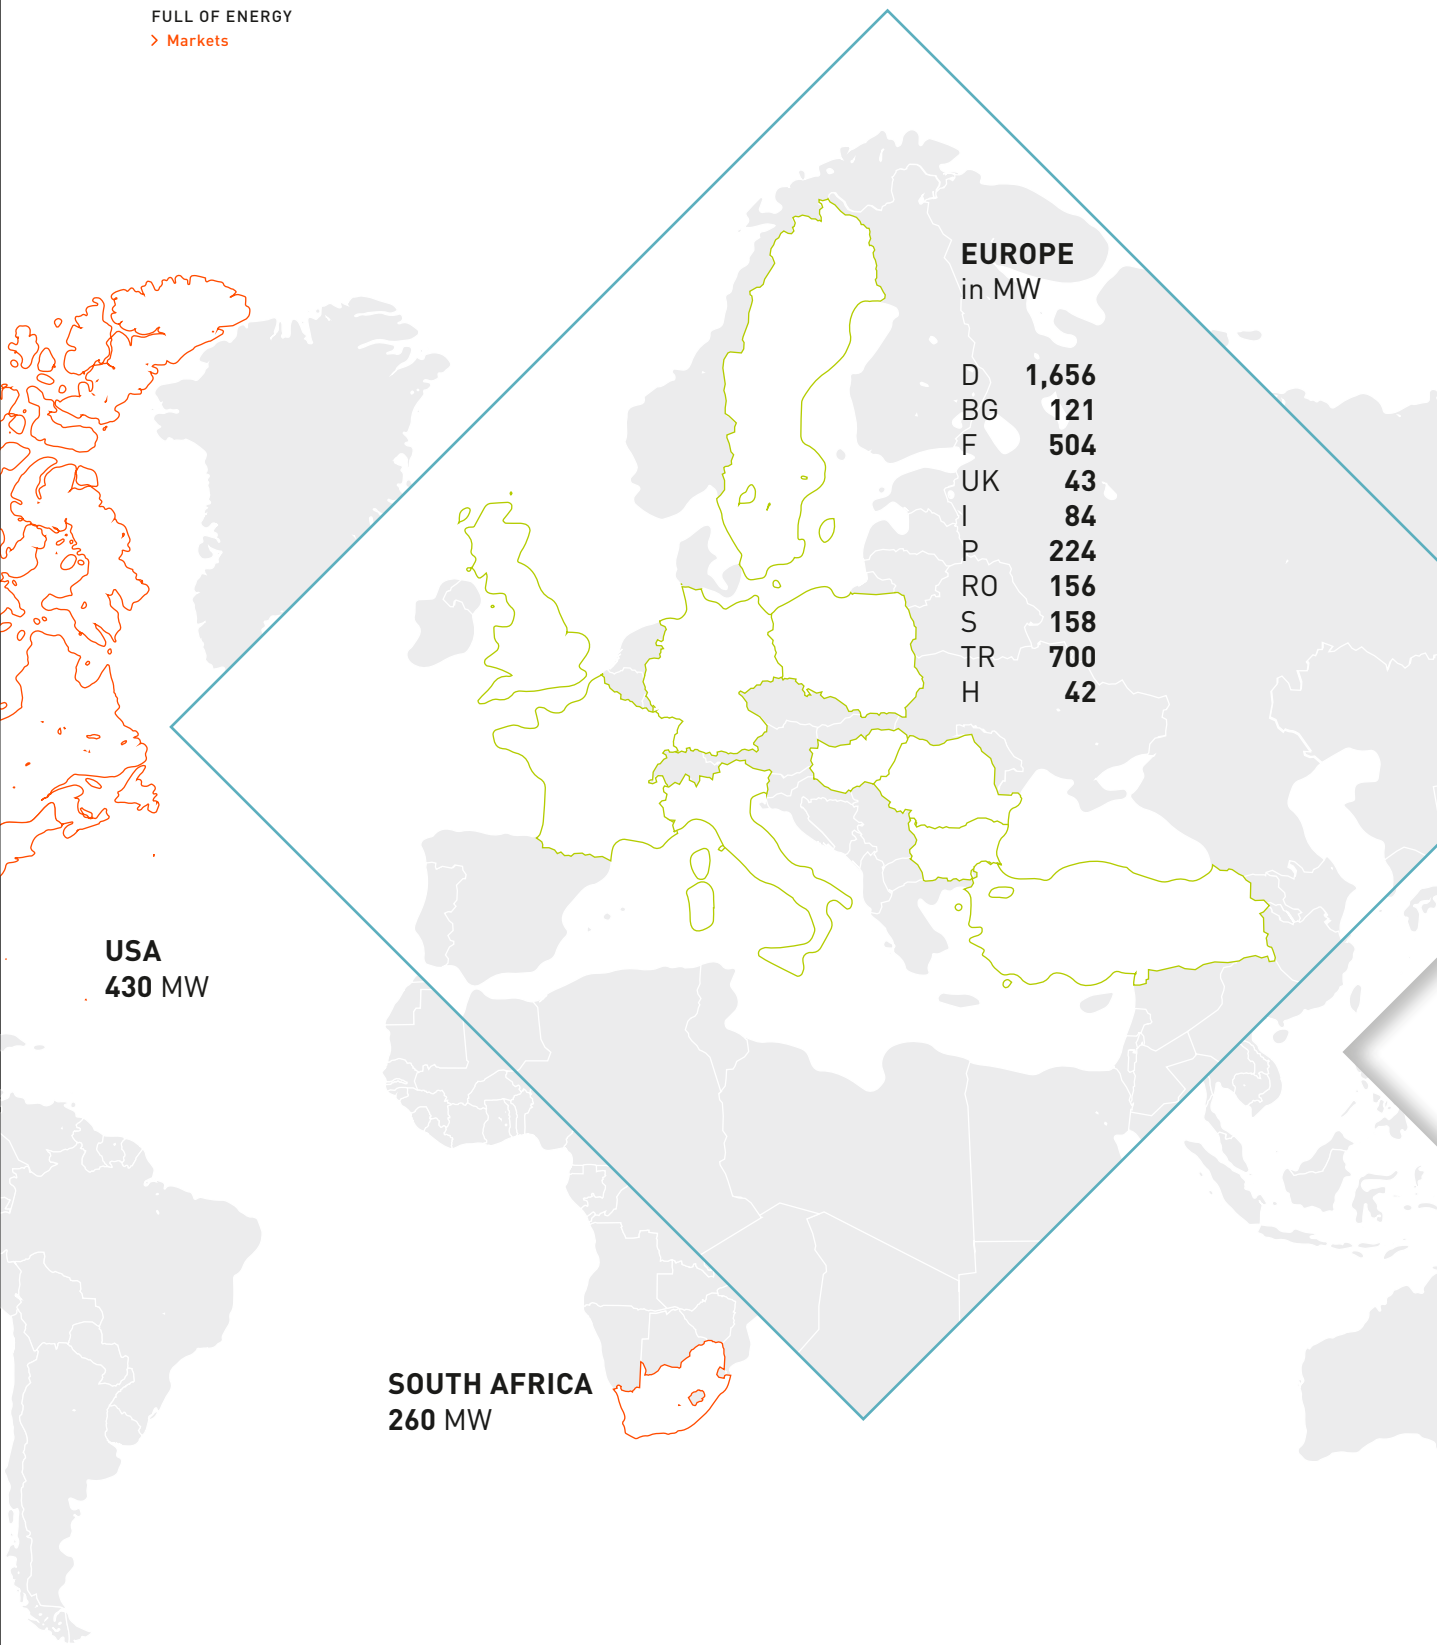 FULL OF ENERGY
> Markets
EUROPE
in MW
D 1,656
BG 121
F 504
UK 43
I 84
P 224
RO 156
S 158
TR 700
H 42
USA
430 MW
SOUTH AFRICA
260 MW